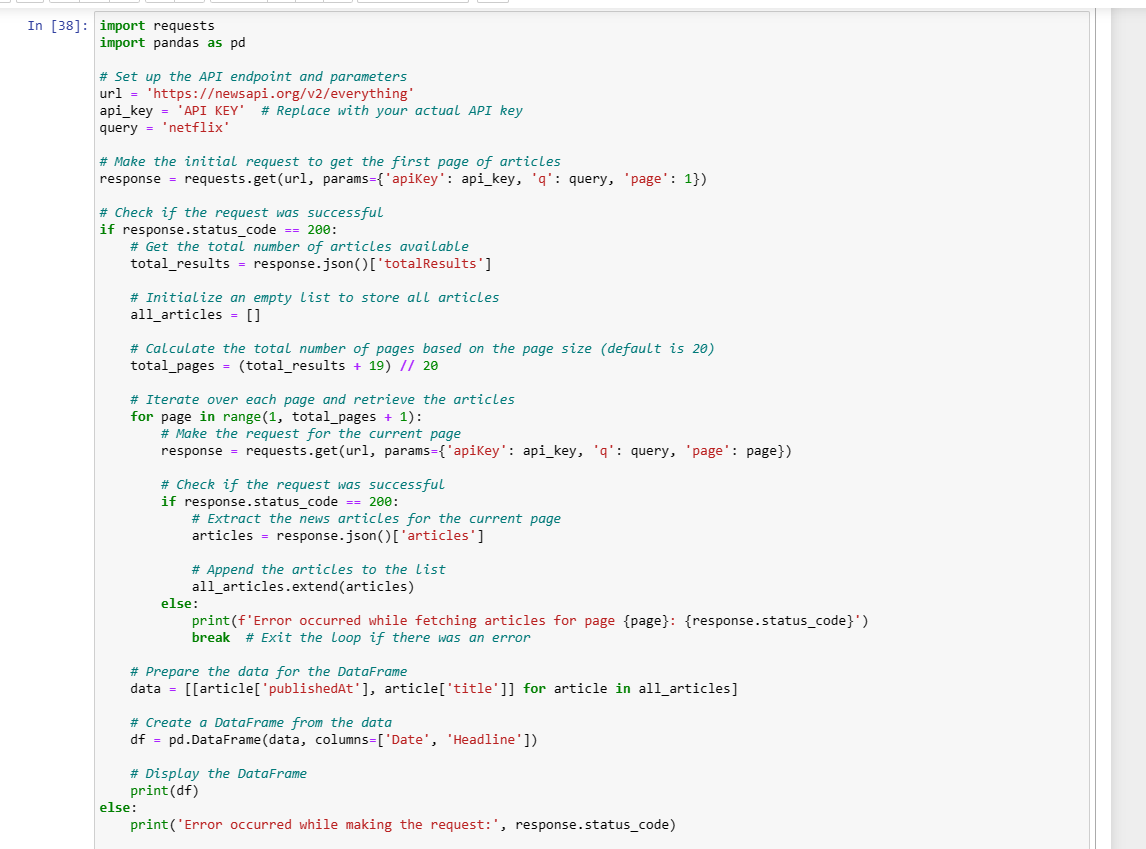 In [38]: import requests
import pandas as pd

# Set up the API endpoint and parameters
url = 'https://newsapi.org/v2/everything'
api_key = 'API KEY'  # Replace with your actual API key
query = 'netflix'

# Make the initial request to get the first page of articles
response = requests.get(url, params={'apiKey': api_key, 'q': query, 'page': 1})

# Check if the request was successful
if response.status_code == 200:
    # Get the total number of articles available
    total_results = response.json()['totalResults']

    # Initialize an empty list to store all articles
    all_articles = []

    # Calculate the total number of pages based on the page size (default is 20)
    total_pages = (total_results + 19) // 20

    # Iterate over each page and retrieve the articles
    for page in range(1, total_pages + 1):
        # Make the request for the current page
        response = requests.get(url, params={'apiKey': api_key, 'q': query, 'page': page})

        # Check if the request was successful
        if response.status_code == 200:
            # Extract the news articles for the current page
            articles = response.json()['articles']

            # Append the articles to the list
            all_articles.extend(articles)
        else:
            print(f'Error occurred while fetching articles for page {page}: {response.status_code}')
            break  # Exit the loop if there was an error

    # Prepare the data for the DataFrame
    data = [[article['publishedAt'], article['title']] for article in all_articles]

    # Create a DataFrame from the data
    df = pd.DataFrame(data, columns=['Date', 'Headline'])

    # Display the DataFrame
    print(df)
else:
    print('Error occurred while making the request:', response.status_code)